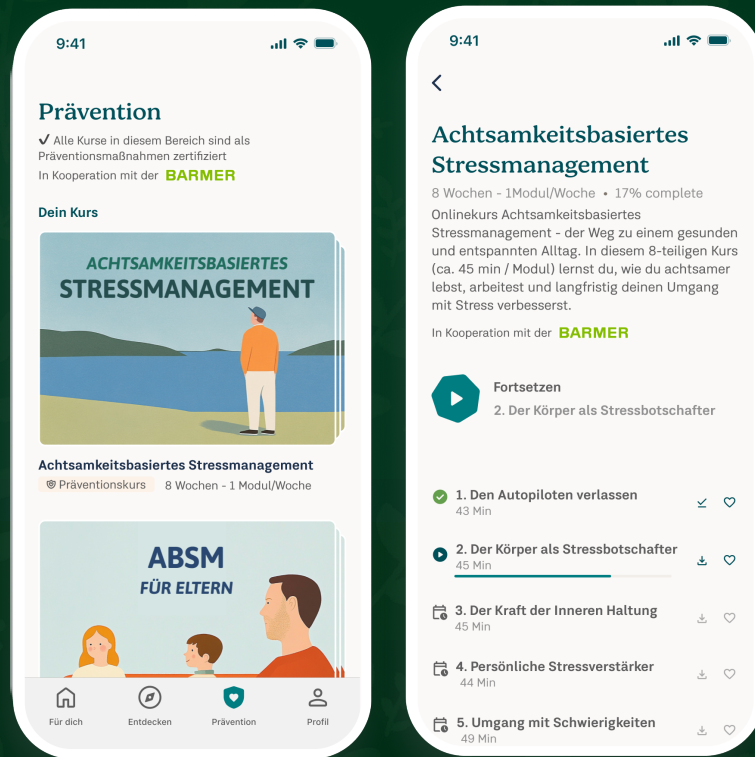 9:41
Prävention
✓ Alle Kurse in diesem Bereich sind als
Präventionsmaßnahmen zertifiziert
In Kooperation mit der BARMER
Dein Kurs
ACHTSAMKEITSBASIERTES
STRESSMANAGEMENT
Achtsamkeitsbasiertes Stressmanagement
Präventionskurs 8 Wochen - 1 Modul/Woche
ABSM
FÜR ELTERN
Für dich Entdecken Prävention Profil
9:41
Achtsamkeitsbasiertes
Stressmanagement
8 Wochen - 1Modul/Woche • 17% complete
Onlinekurs Achtsamkeitsbasiertes
Stressmanagement - der Weg zu einem gesunden
und entspannten Alltag. In diesem 8-teiligen Kurs
(ca. 45 min / Modul) lernst du, wie du achtsamer
lebst, arbeitest und langfristig deinen Umgang
mit Stress verbesserst.
In Kooperation mit der BARMER
Fortsetzen
2. Der Körper als Stressbotschafter
1. Den Autopiloten verlassen
43 Min
2. Der Körper als Stressbotschafter
45 Min
3. Der Kraft der Inneren Haltung
45 Min
4. Persönliche Stressverstärker
44 Min
5. Umgang mit Schwierigkeiten
49 Min